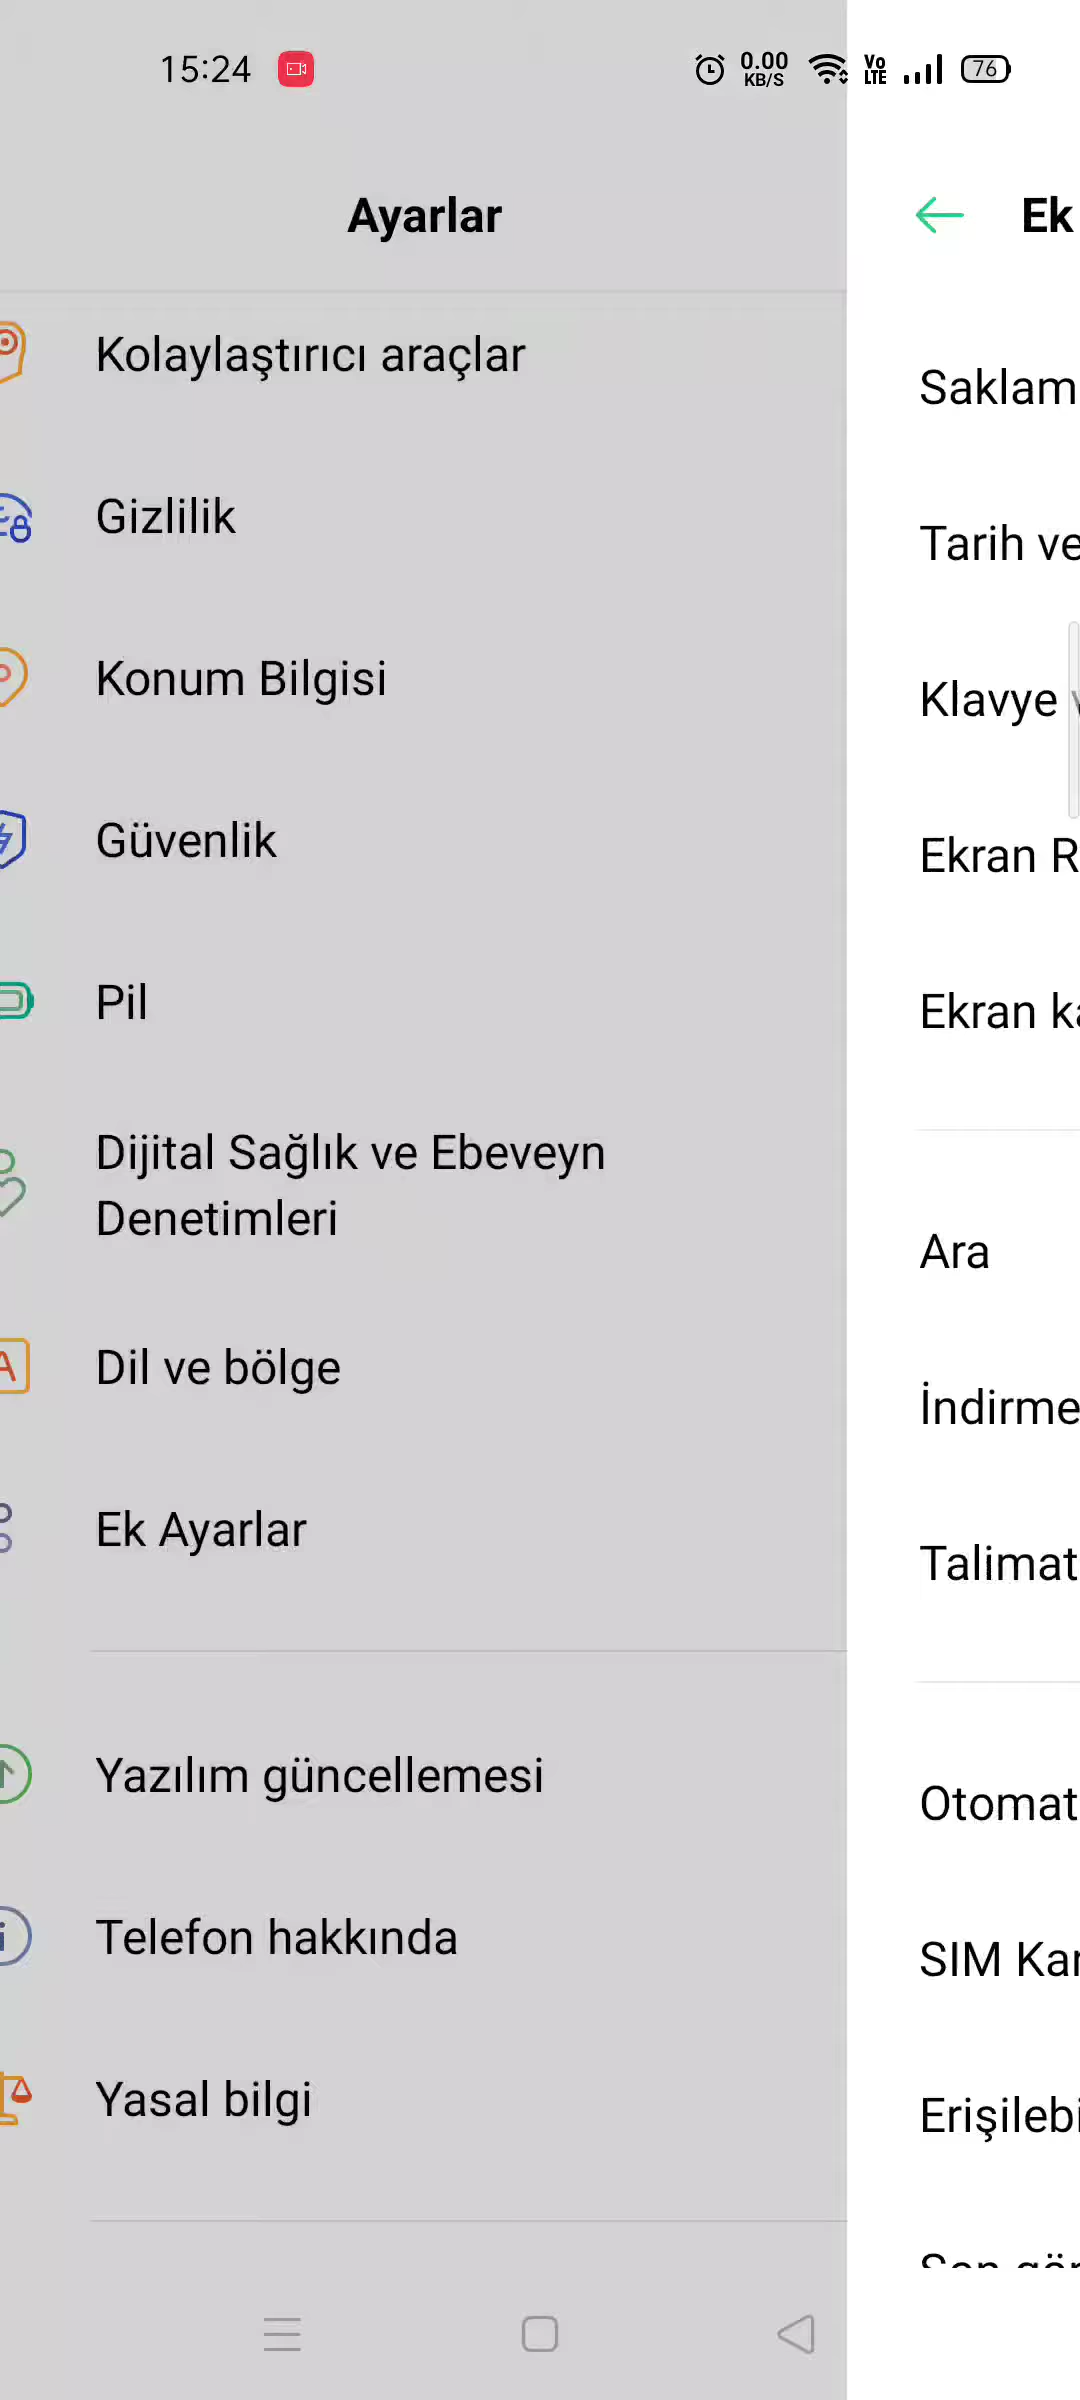 15:24
0.00
KB/S
Vo
LTE
76
Ayarlar
Kolaylaştırıcı araçlar
Gizlilik
Konum Bilgisi
Güvenlik
Pil
Dijital Sağlık ve Ebeveyn
Denetimleri
Dil ve bölge
Ek Ayarlar
Yazılım güncellemesi
Telefon hakkında
Yasal bilgi
Ek
Saklam
Tarih ve
Klavye
Ekran R
Ekran ka
Ara
İndirme
Talimat
Otomat
SIM Kar
Erişilebi